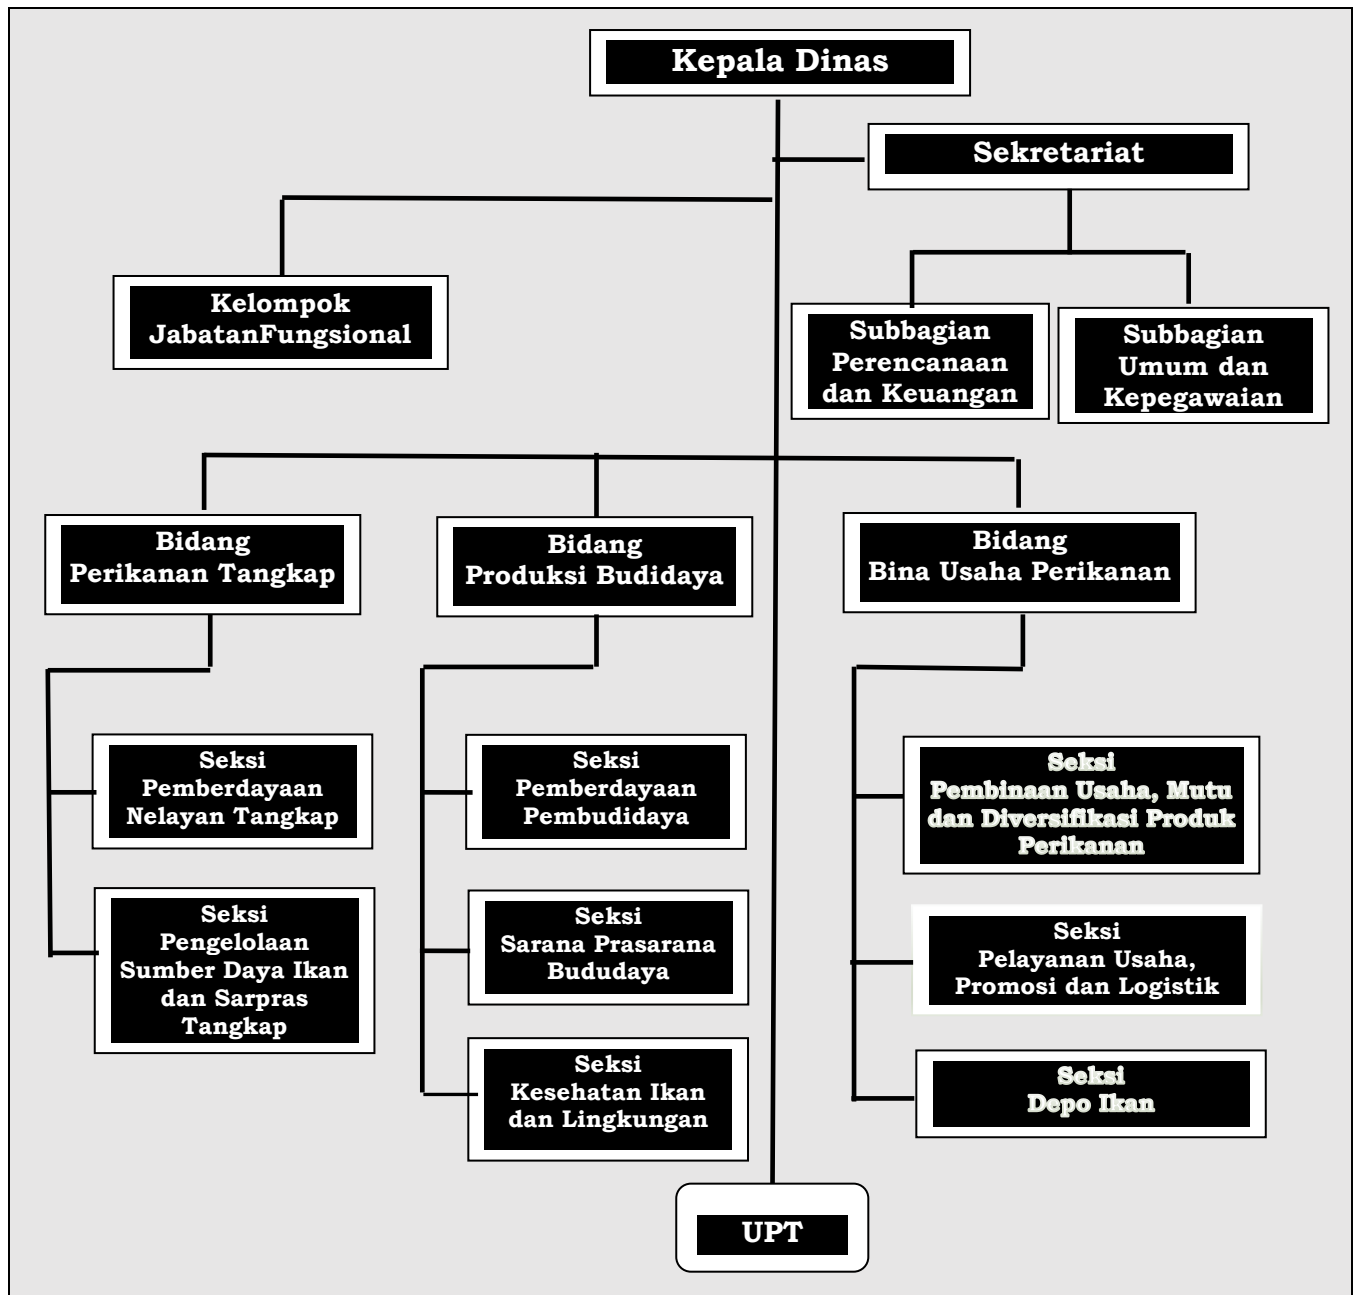 Kepala Dinas
Sekretariat
Kelompok
JabatanFungsional
Subbagian
Perencanaan
dan Keuangan
Subbagian
Umum dan
Kepegawaian
Bidang
Perikanan Tangkap
Bidang
Produksi Budidaya
Bidang
Bina Usaha Perikanan
Seksi
Pemberdayaan
Nelayan Tangkap
Seksi
Pemberdayaan
Pembudidaya
Seksi
Pembinaan Usaha, Mutu
dan Diversifikasi Produk
Perikanan
Seksi
Pengelolaan
Sumber Daya Ikan
dan Sarpras
Tangkap
Seksi
Sarana Prasarana
Bududaya
Seksi
Pelayanan Usaha,
Promosi dan Logistik
Seksi
Kesehatan Ikan
dan Lingkungan
Seksi
Depo Ikan
UPT